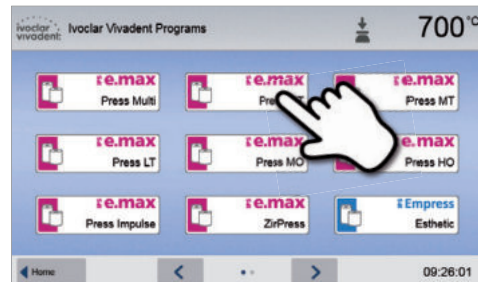 ivoclar vivadent: Ivoclar Vivadent Programs 700°C
e.max e.max e.max
Press Multi Press MT
e.max e.max e.max
Press LT Press MO Press HO
e.max e.max Empress
Press Impulse ZirPress Esthetic
Home < > 09:26:01